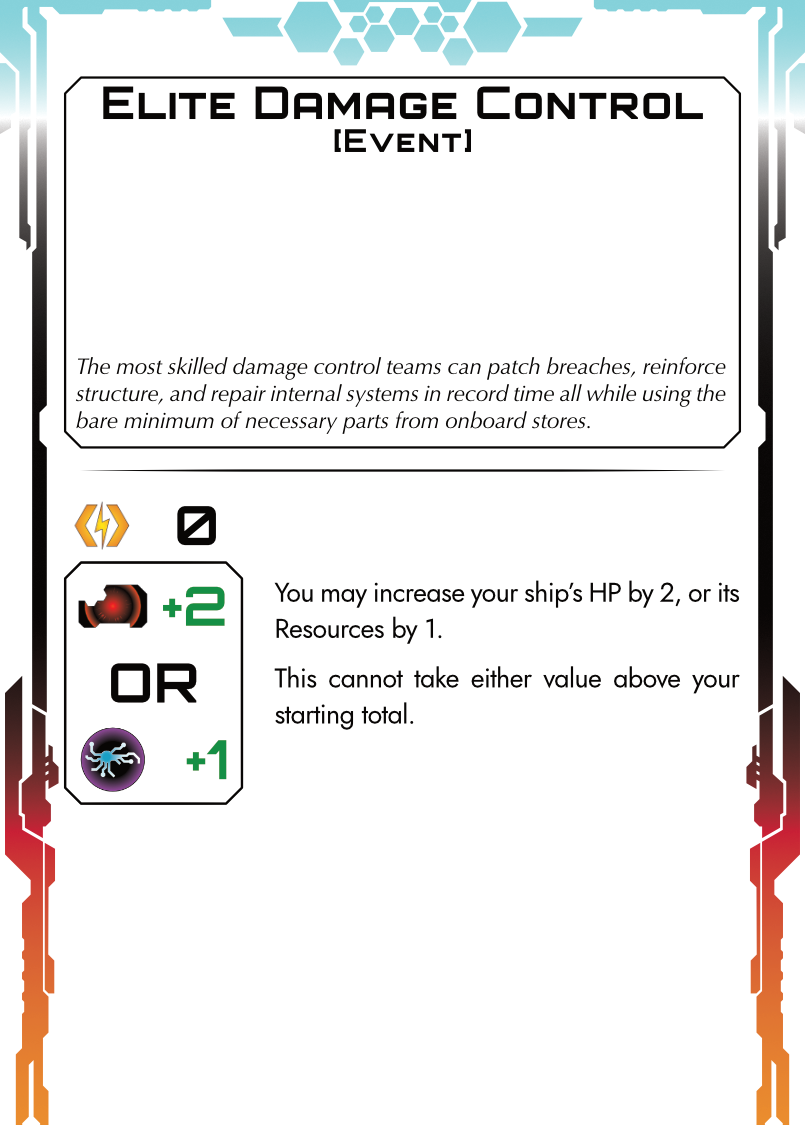 Elite Damage Control
[Event]
The most skilled damage control teams can patch breaches, reinforce
structure, and repair internal systems in record time all while using the
bare minimum of necessary parts from onboard stores.
0
+2
OR
+1
You may increase your ship's HP by 2, or its
Resources by 1.
This cannot take either value above your
starting total.